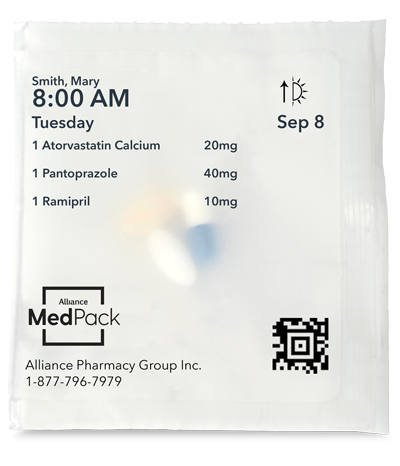 Smith, Mary
8:00 AM
Tuesday
Sep 8
1 Atorvastatin Calcium 20mg
1 Pantoprazole 40mg
1 Ramipril 10mg
Alliance
MedPack
Alliance Pharmacy Group Inc.
1-877-796-7979